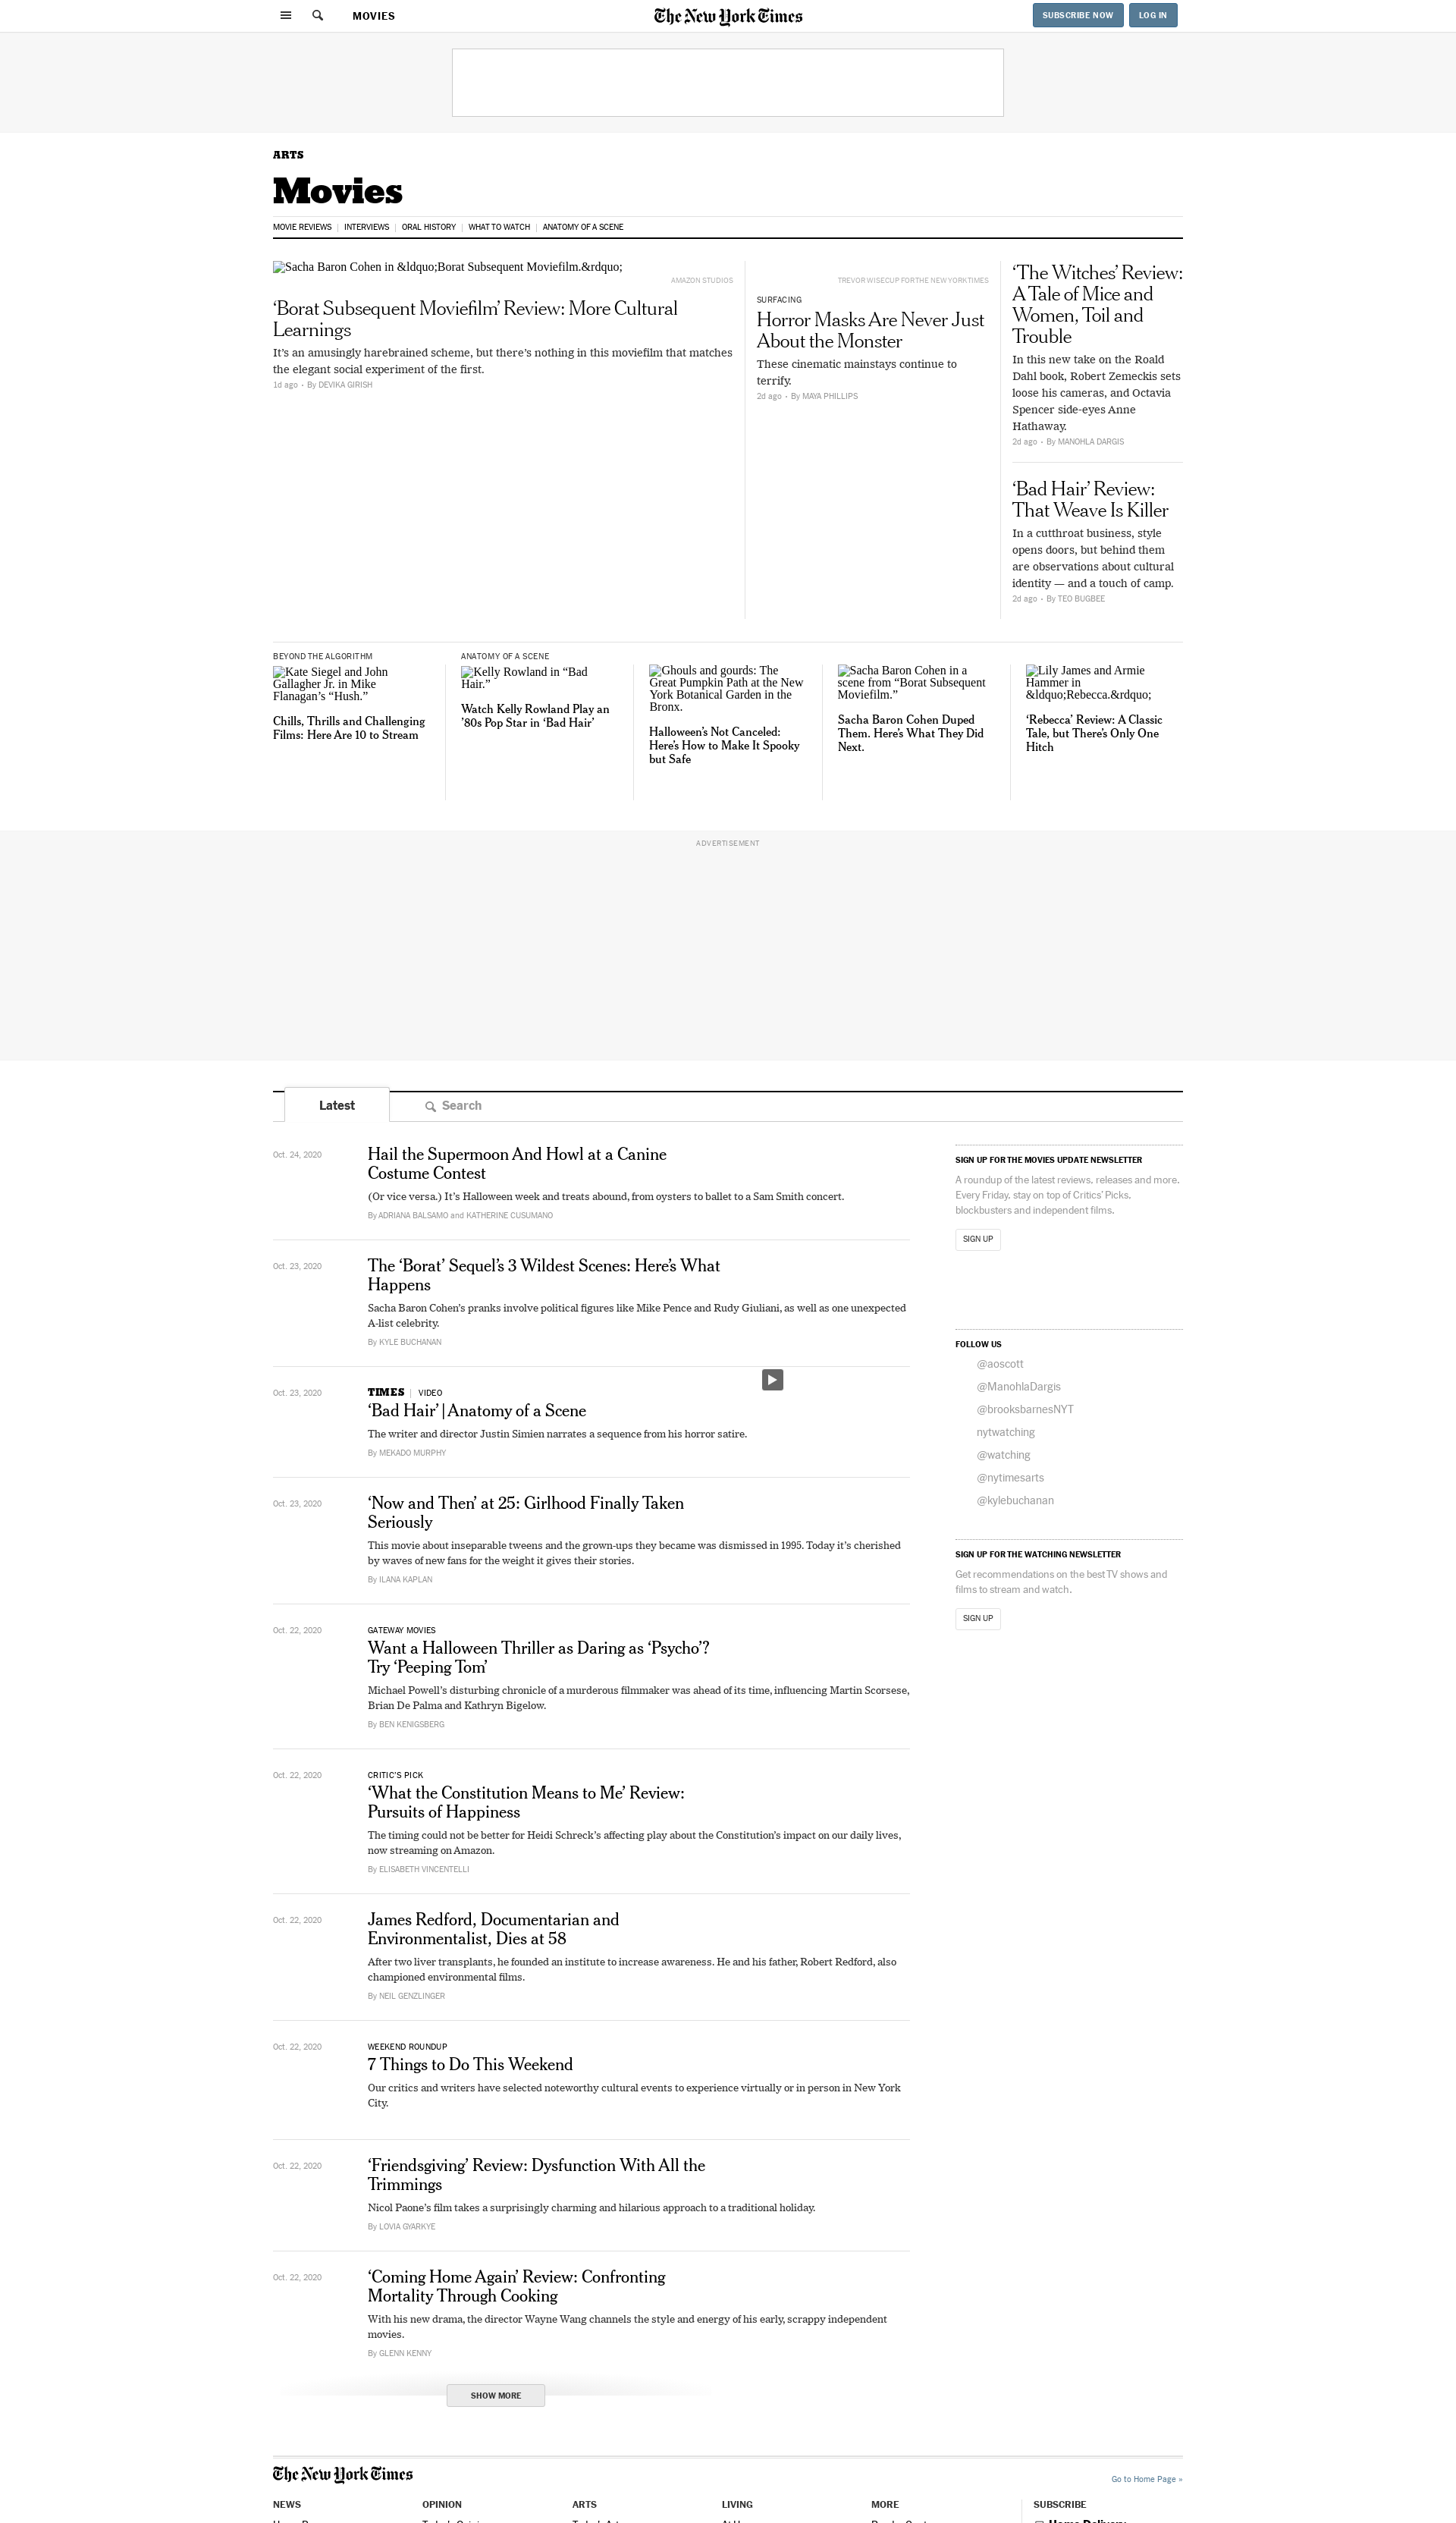 MOVIES
The New York Times
SUBSCRIBE NOW
LOG IN
ARTS
Movies
MOVIE REVIEWS
INTERVIEWS
ORAL HISTORY
WHAT TO WATCH
ANATOMY OF A SCENE
Sacha Baron Cohen in &ldquo;Borat Subsequent Moviefilm.&rdquo;
AMAZON STUDIOS
‘Borat Subsequent Moviefilm’ Review: More Cultural
Learnings
It’s an amusingly harebrained scheme, but there’s nothing in this moviefilm that matches
the elegant social experiment of the first.
1d ago • By DEVIKA GIRISH
TREVOR WISECUP FOR THE NEW YORK TIMES
SURFACING
Horror Masks Are Never Just
About the Monster
These cinematic mainstays continue to
terrify.
2d ago • By MAYA PHILLIPS
‘The Witches’ Review:
A Tale of Mice and
Women, Toil and
Trouble
In this new take on the Roald
Dahl book, Robert Zemeckis sets
loose his cameras, and Octavia
Spencer side-eyes Anne
Hathaway.
2d ago • By MANOHLA DARGIS
‘Bad Hair’ Review:
That Weave Is Killer
In a cutthroat business, style
opens doors, but behind them
are observations about cultural
identity — and a touch of camp.
2d ago • By TEO BUGBEE
BEYOND THE ALGORITHM
Kate Siegel and John
Gallagher Jr. in Mike
Flanagan’s “Hush.”
Chills, Thrills and Challenging
Films: Here Are 10 to Stream
ANATOMY OF A SCENE
Kelly Rowland in “Bad
Hair.”
Watch Kelly Rowland Play an
’80s Pop Star in ‘Bad Hair’
Ghouls and gourds: The
Great Pumpkin Path at the New
York Botanical Garden in the
Bronx.
Halloween’s Not Canceled:
Here’s How to Make It Spooky
but Safe
Sacha Baron Cohen in a
scene from “Borat Subsequent
Moviefilm.”
Sacha Baron Cohen Duped
Them. Here’s What They Did
Next.
Lily James and Armie
Hammer in
&ldquo;Rebecca.&rdquo;
‘Rebecca’ Review: A Classic
Tale, but There’s Only One
Hitch
ADVERTISEMENT
Latest
Search
Oct. 24, 2020
Hail the Supermoon And Howl at a Canine
Costume Contest
(Or vice versa.) It’s Halloween week and treats abound, from oysters to ballet to a Sam Smith concert.
By ADRIANA BALSAMO and KATHERINE CUSUMANO
Oct. 23, 2020
The ‘Borat’ Sequel’s 3 Wildest Scenes: Here’s What
Happens
Sacha Baron Cohen’s pranks involve political figures like Mike Pence and Rudy Giuliani, as well as one unexpected
A-list celebrity.
By KYLE BUCHANAN
Oct. 23, 2020
TIMES | VIDEO
‘Bad Hair’ | Anatomy of a Scene
The writer and director Justin Simien narrates a sequence from his horror satire.
By MEKADO MURPHY
Oct. 23, 2020
‘Now and Then’ at 25: Girlhood Finally Taken
Seriously
This movie about inseparable tweens and the grown-ups they became was dismissed in 1995. Today it’s cherished
by waves of new fans for the weight it gives their stories.
By ILANA KAPLAN
Oct. 22, 2020
GATEWAY MOVIES
Want a Halloween Thriller as Daring as ‘Psycho’?
Try ‘Peeping Tom’
Michael Powell’s disturbing chronicle of a murderous filmmaker was ahead of its time, influencing Martin Scorsese,
Brian De Palma and Kathryn Bigelow.
By BEN KENIGSBERG
Oct. 22, 2020
CRITIC’S PICK
‘What the Constitution Means to Me’ Review:
Pursuits of Happiness
The timing could not be better for Heidi Schreck’s affecting play about the Constitution’s impact on our daily lives,
now streaming on Amazon.
By ELISABETH VINCENTELLI
Oct. 22, 2020
James Redford, Documentarian and
Environmentalist, Dies at 58
After two liver transplants, he founded an institute to increase awareness. He and his father, Robert Redford, also
championed environmental films.
By NEIL GENZLINGER
Oct. 22, 2020
WEEKEND ROUNDUP
7 Things to Do This Weekend
Our critics and writers have selected noteworthy cultural events to experience virtually or in person in New York
City.
Oct. 22, 2020
‘Friendsgiving’ Review: Dysfunction With All the
Trimmings
Nicol Paone’s film takes a surprisingly charming and hilarious approach to a traditional holiday.
By LOVIA GYARKYE
Oct. 22, 2020
‘Coming Home Again’ Review: Confronting
Mortality Through Cooking
With his new drama, the director Wayne Wang channels the style and energy of his early, scrappy independent
movies.
By GLENN KENNY
SHOW MORE
SIGN UP FOR THE MOVIES UPDATE NEWSLETTER
A roundup of the latest reviews, releases and more.
Every Friday, stay on top of Critics’ Picks,
blockbusters and independent films.
SIGN UP
FOLLOW US
@aoscott
@ManohlaDargis
@brooksbarnesNYT
nytwatching
@watching
@nytimesarts
@kylebuchanan
SIGN UP FOR THE WATCHING NEWSLETTER
Get recommendations on the best TV shows and
films to stream and watch.
SIGN UP
The New York Times
Go to Home Page »
NEWS
OPINION
ARTS
LIVING
MORE
SUBSCRIBE